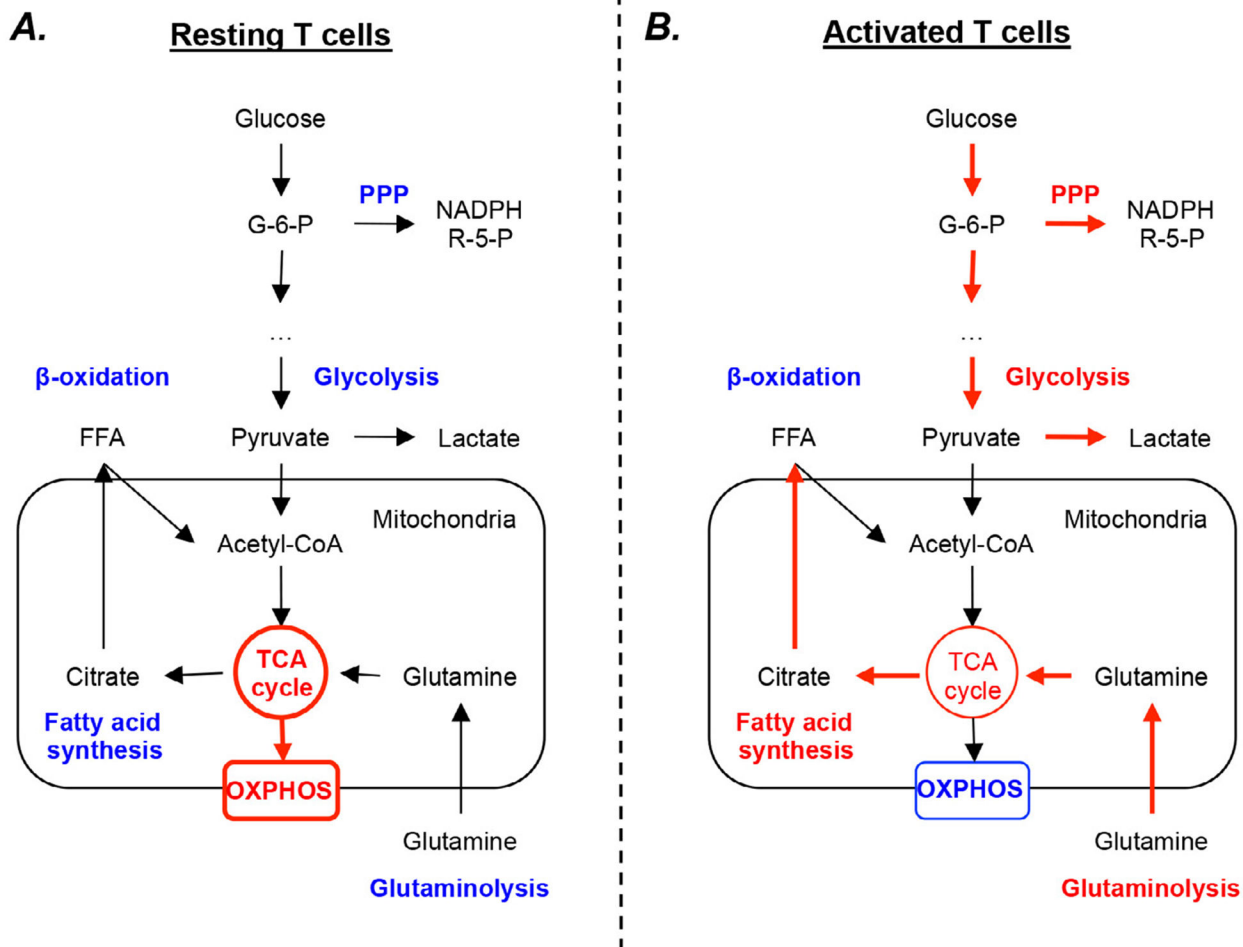 A.
Resting T cells
Glucose
PPP
G-6-P
NADPH
R-5-P
...
β-oxidation
Glycolysis
FFA
Pyruvate
Lactate
Mitochondria
Acetyl-CoA
TCA
cycle
Citrate
Glutamine
Fatty acid
synthesis
OXPHOS
Glutamine
Glutaminolysis
B.
Activated T cells
Glucose
PPP
G-6-P
NADPH
R-5-P
...
β-oxidation
Glycolysis
FFA
Pyruvate
Lactate
Mitochondria
Acetyl-CoA
TCA
cycle
Citrate
Glutamine
Fatty acid
synthesis
OXPHOS
Glutamine
Glutaminolysis